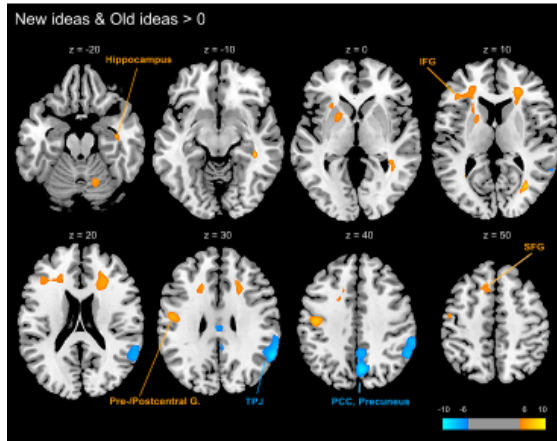 New ideas & Old ideas > 0
z = -20
Hippocampus
z = -10
z = 0
z = 10
IFG
z = 20
z = 30
z = 40
z = 50
SFG
Pre-/Postcentral G.
TPJ
PCC, Precuneus
-10 -6 6 10